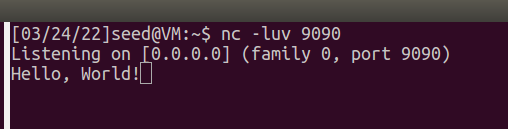 [03/24/22]seed@VM:~$ nc -luv 9090
Listening on [0.0.0.0] (family 0, port 9090)
Hello, World!